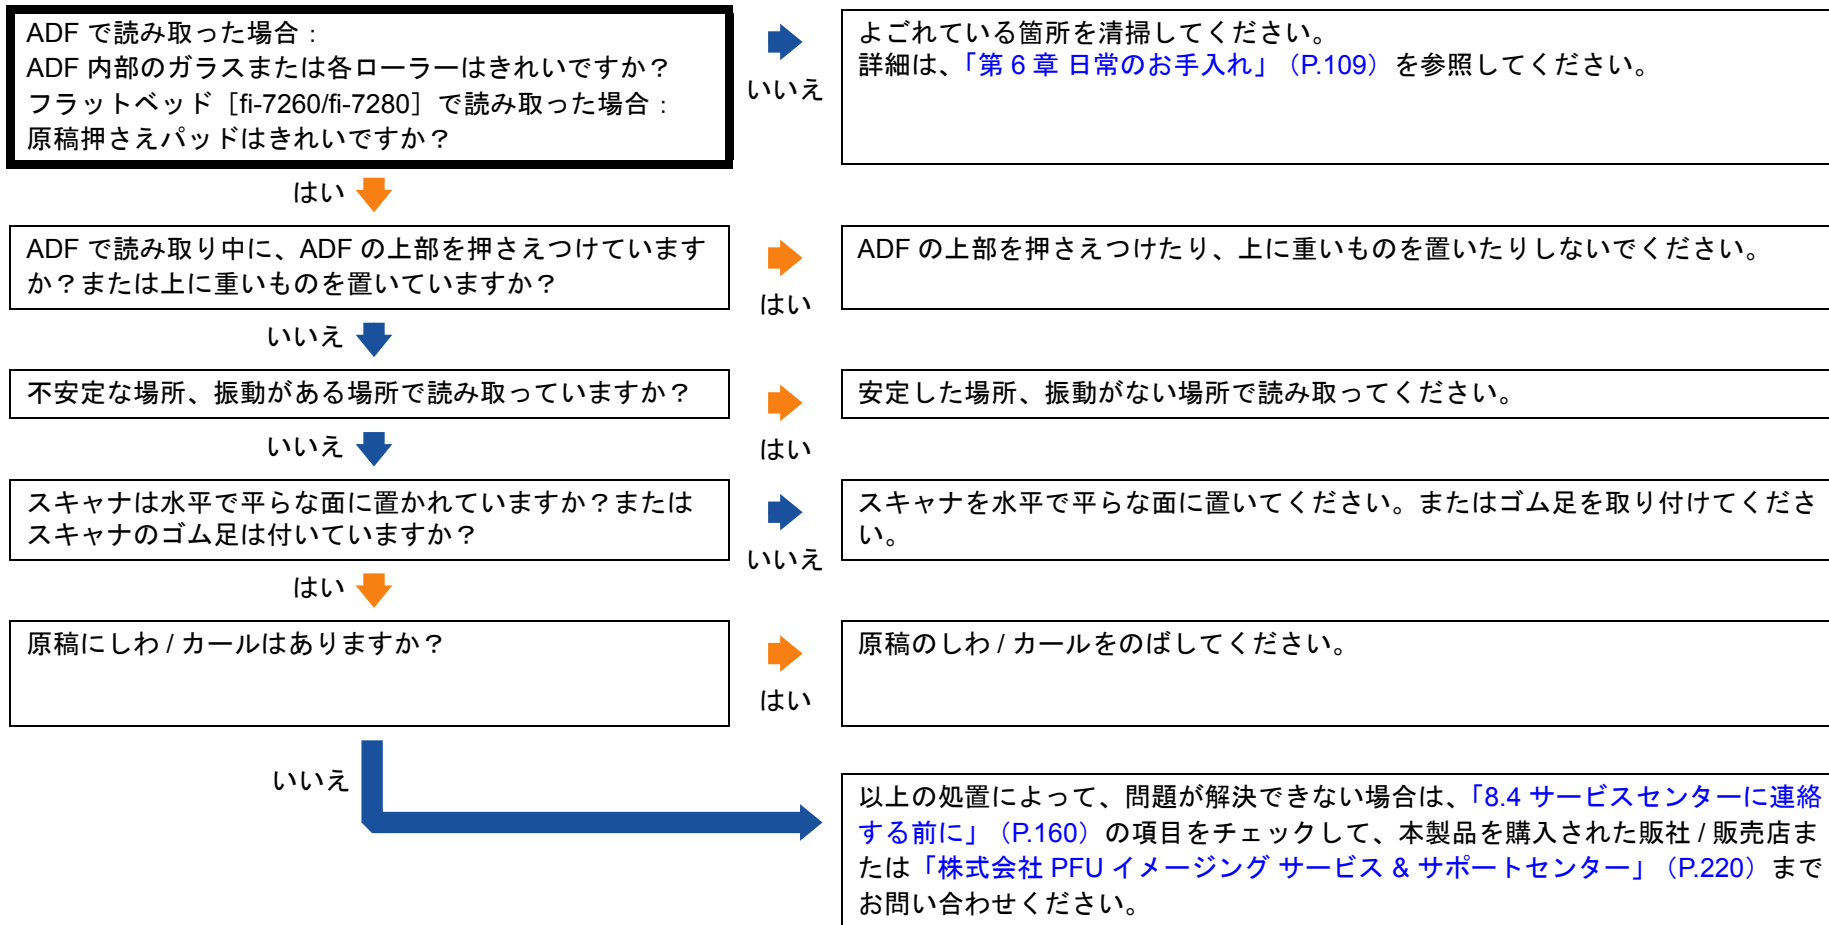 ADF で読み取った場合：
ADF 内部のガラスまたは各ローラーはきれいですか？
フラットベッド［fi-7260/fi-7280］で読み取った場合：
原稿押さえパッドはきれいですか？
いいえ
よごれている箇所を清掃してください。
詳細は、「第 6 章 日常のお手入れ」（P.109）を参照してください。
はい
ADF で読み取り中に、ADF の上部を押さえつけています
か？または上に重いものを置いていますか？
はい
ADF の上部を押さえつけたり、上に重いものを置いたりしないでください。
いいえ
不安定な場所、振動がある場所で読み取っていますか？
はい
安定した場所、振動がない場所で読み取ってください。
いいえ
スキャナは水平で平らな面に置かれていますか？または
スキャナのゴム足は付いていますか？
いいえ
スキャナを水平で平らな面に置いてください。またはゴム足を取り付けてくださ
い。
はい
原稿にしわ / カールはありますか？
はい
原稿のしわ / カールをのばしてください。
いいえ
以上の処置によって、問題が解決できない場合は、「8.4 サービスセンターに連絡
する前に」（P.160）の項目をチェックして、本製品を購入された販社 / 販売店ま
たは「株式会社 PFU イメージング サービス & サポートセンター」（P.220）まで
お問い合わせください。